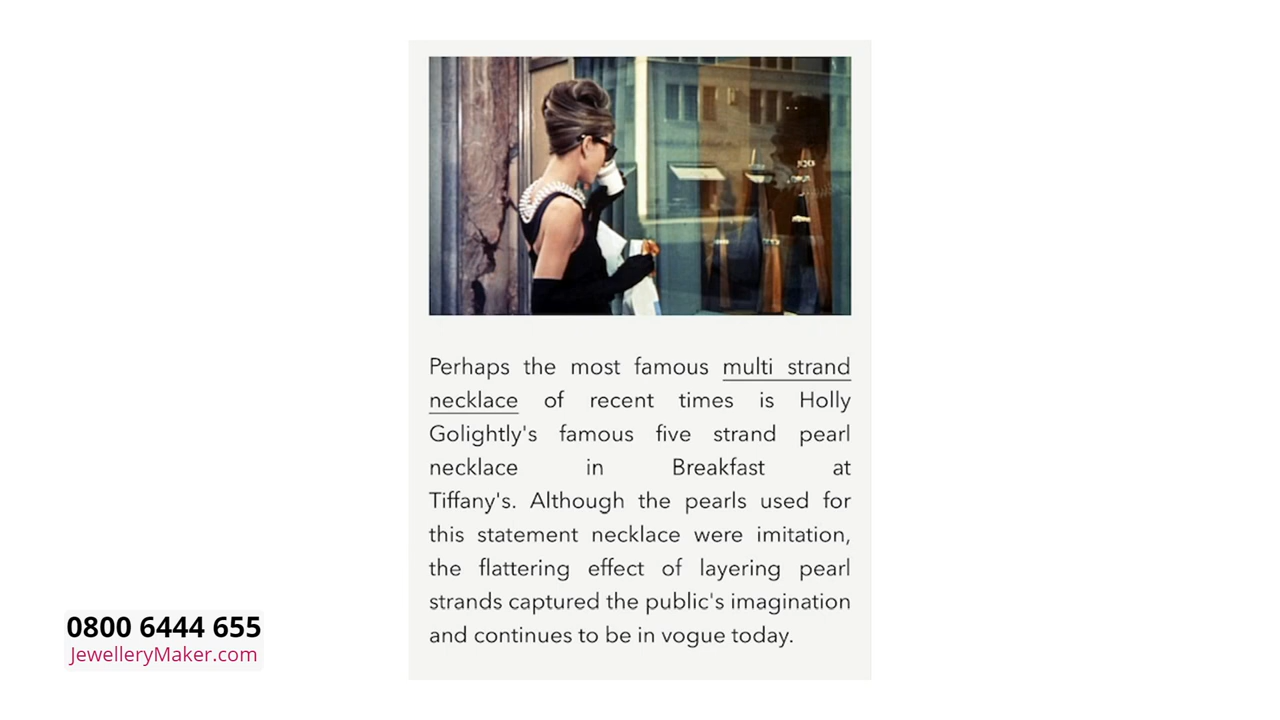 Perhaps the most famous multi strand
necklace of recent times is Holly
Golightly's famous five strand pearl
necklace in Breakfast at
Tiffany's. Although the pearls used for
this statement necklace were imitation,
the flattering effect of layering pearl
strands captured the public's imagination
and continues to be in vogue today.
0800 6444 655
JewelleryMaker.com